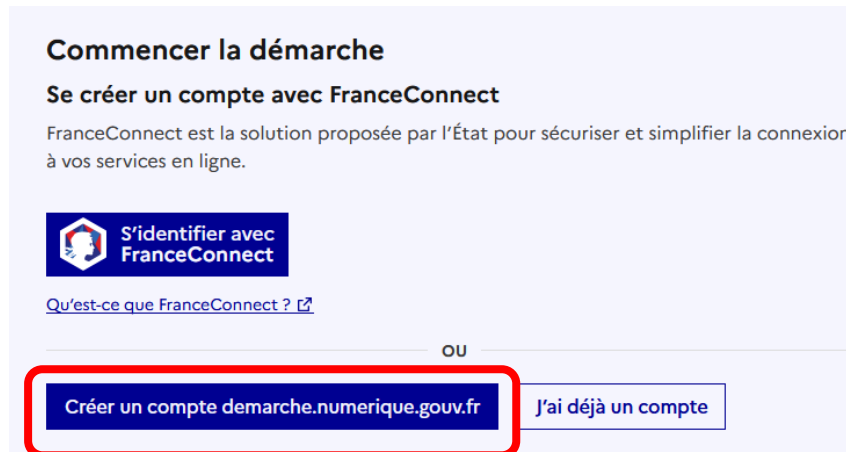 Commencer la démarche
Se créer un compte avec FranceConnect
FranceConnect est la solution proposée par l'État pour sécuriser et simplifier la connexion
à vos services en ligne.
S'identifier avec
FranceConnect
Qu'est-ce que FranceConnect ?
OU
Créer un compte demarche.numerique.gouv.fr
J'ai déjà un compte